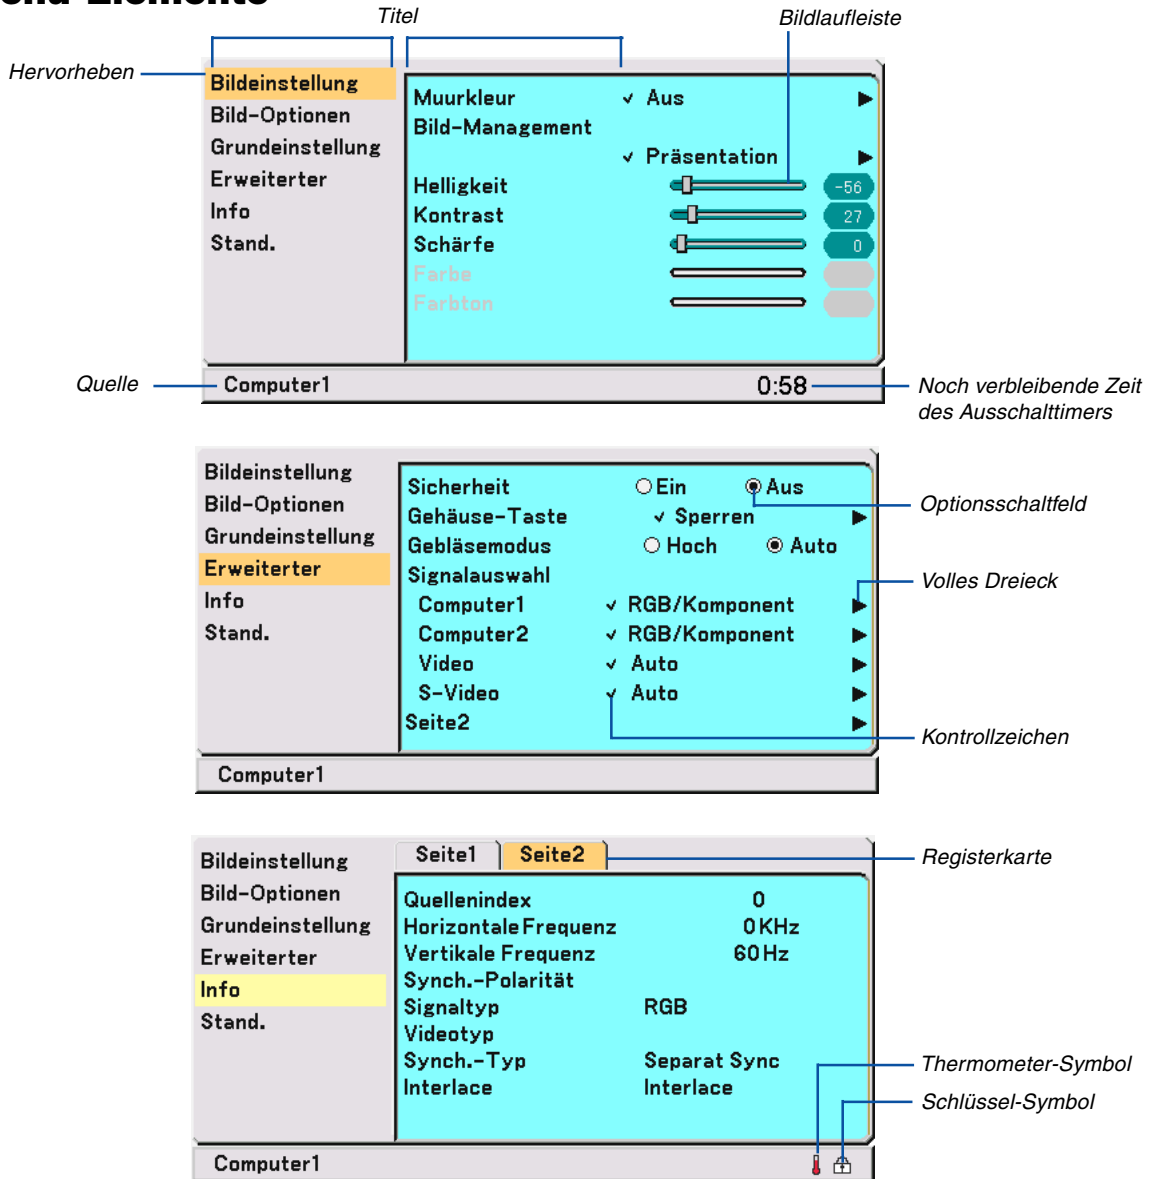 Titel
Bildlaufleiste
Hervorheben
Bildeinstellung
Bild-Optionen
Grundeinstellung
Erweiterter
Info
Stand.
Muurkleur ✓ Aus ▶
Bild-Management
✓ Präsentation ▶
Helligkeit -56
Kontrast 27
Schärfe 0
Farbe
Farbton
Quelle
Computer1 0:58
Noch verbleibende Zeit
des Ausschalttimers
Bildeinstellung
Bild-Optionen
Grundeinstellung
Erweiterter
Info
Stand.
Sicherheit Ein Aus
Gehäuse-Taste ✓ Sperren ▶
Gebläsemodus Hoch Auto
Signalauswahl
Computer1 ✓ RGB/Komponent ▶
Computer2 ✓ RGB/Komponent ▶
Video ✓ Auto ▶
S-Video ✓ Auto ▶
Seite2 ▶
Optionsschaltfeld
Volles Dreieck
Kontrollzeichen
Computer1
Seite1 Seite2
Registerkarte
Bildeinstellung
Bild-Optionen
Grundeinstellung
Erweiterter
Info
Stand.
Quellenindex 0
Horizontale Frequenz 0KHz
Vertikale Frequenz 60Hz
Synch.-Polarität
Signaltyp RGB
Videotyp
Synch.-Typ Separat Sync
Interlace Interlace
Thermometer-Symbol
Schlüssel-Symbol
Computer1